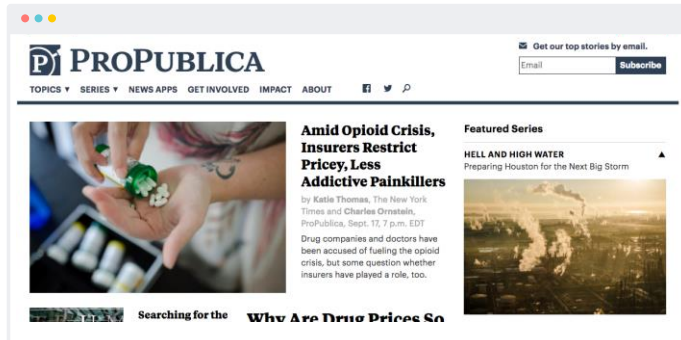 PROPUBLICA
Get our top stories by email.
Email
Subscribe
TOPICS ▼ SERIES ▼ NEWS APPS GET INVOLVED IMPACT ABOUT
Amid Opioid Crisis,
Insurers Restrict
Pricey, Less
Addictive Painkillers
by Katie Thomas, The New York
Times and Charles Ornstein,
ProPublica, Sept. 17, 7 p.m. EDT
Drug companies and doctors have
been accused of fueling the opioid
crisis, but some question whether
insurers have played a role, too.
Featured Series
HELL AND HIGH WATER ▲
Preparing Houston for the Next Big Storm
Searching for the
Why Are Drug Prices So